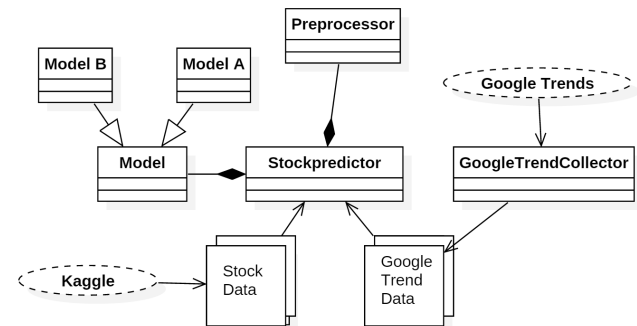 Preprocessor
Model B
Model A
Google Trends
Model
Stockpredictor
GoogleTrendCollector
Kaggle
Stock
Data
Google
Trend
Data